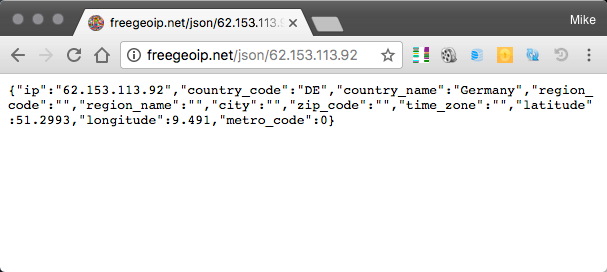 Mike
freegeoip.net/json/62.153.113.9
freegeoip.net/json/62.153.113.92
{"ip":"62.153.113.92","country_code":"DE","country_name":"Germany","region_
code":"","region_name":"","city":"","zip_code":"","time_zone":"","latitude"
:51.2993,"longitude":9.491,"metro_code":0}